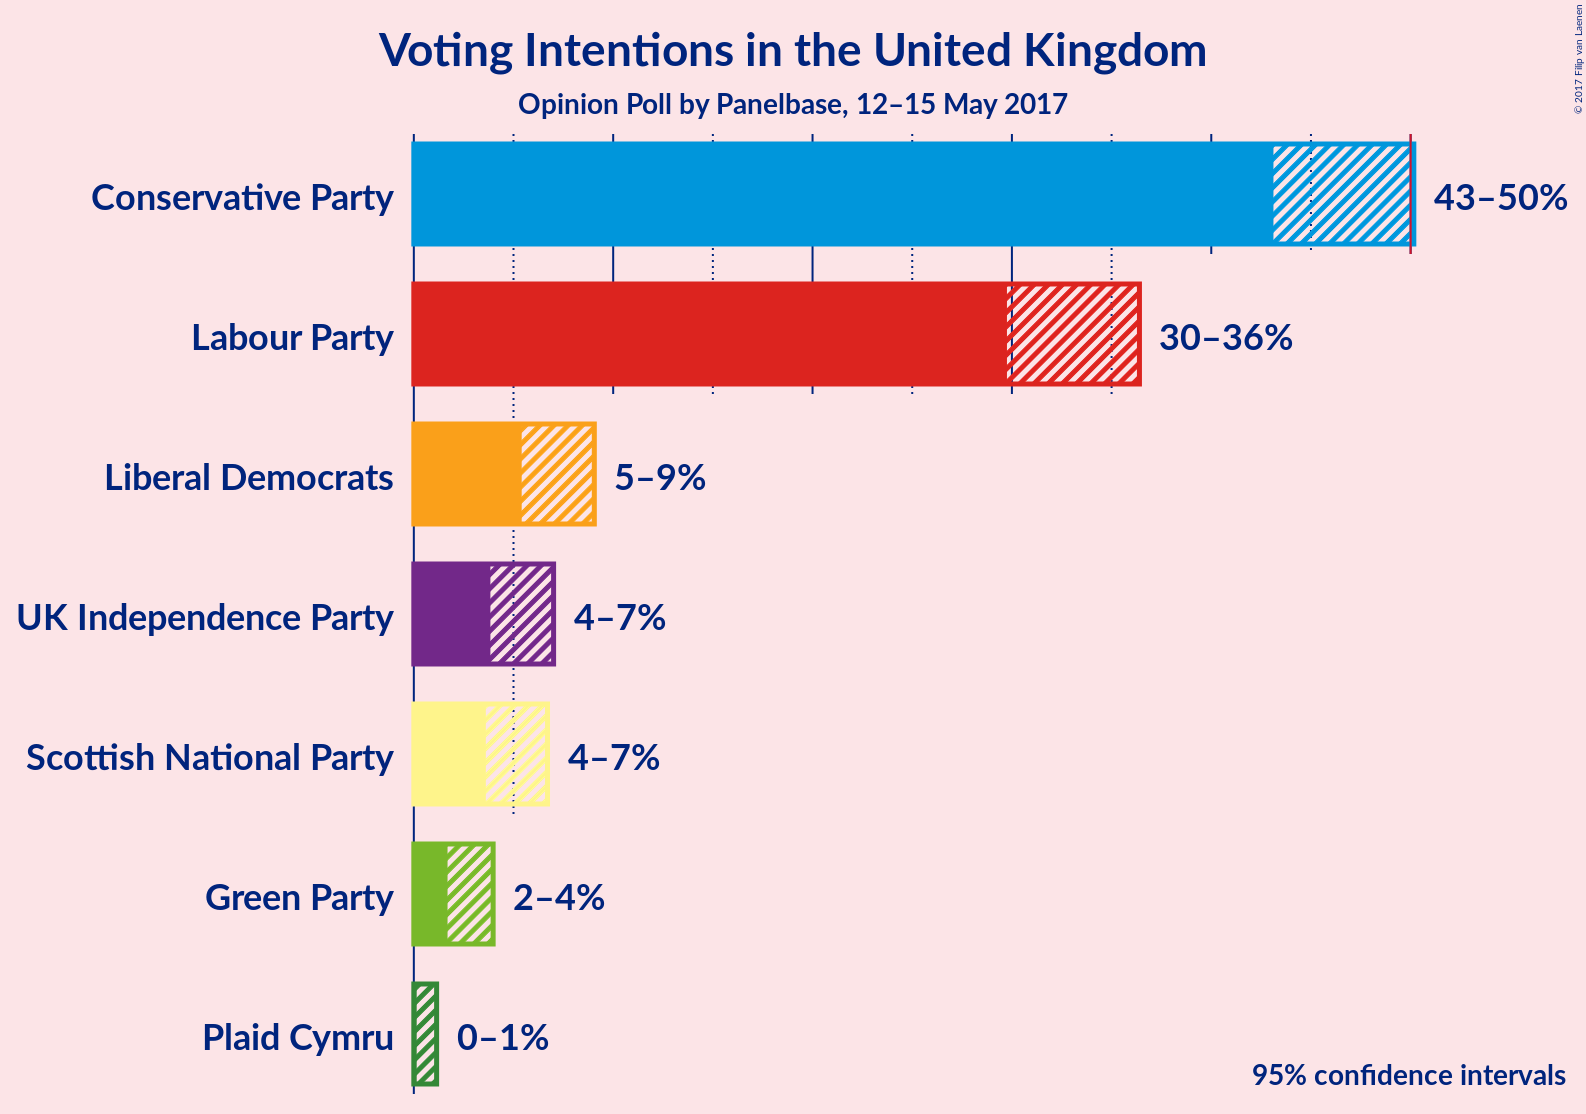 Voting Intentions in the United Kingdom
Opinion Poll by Panelbase, 12–15 May 2017
© 2017 Filip van Laenen
Conservative Party
43–50%
Labour Party
30–36%
Liberal Democrats
5–9%
UK Independence Party
4–7%
Scottish National Party
4–7%
Green Party
2–4%
Plaid Cymru
0–1%
95% confidence intervals